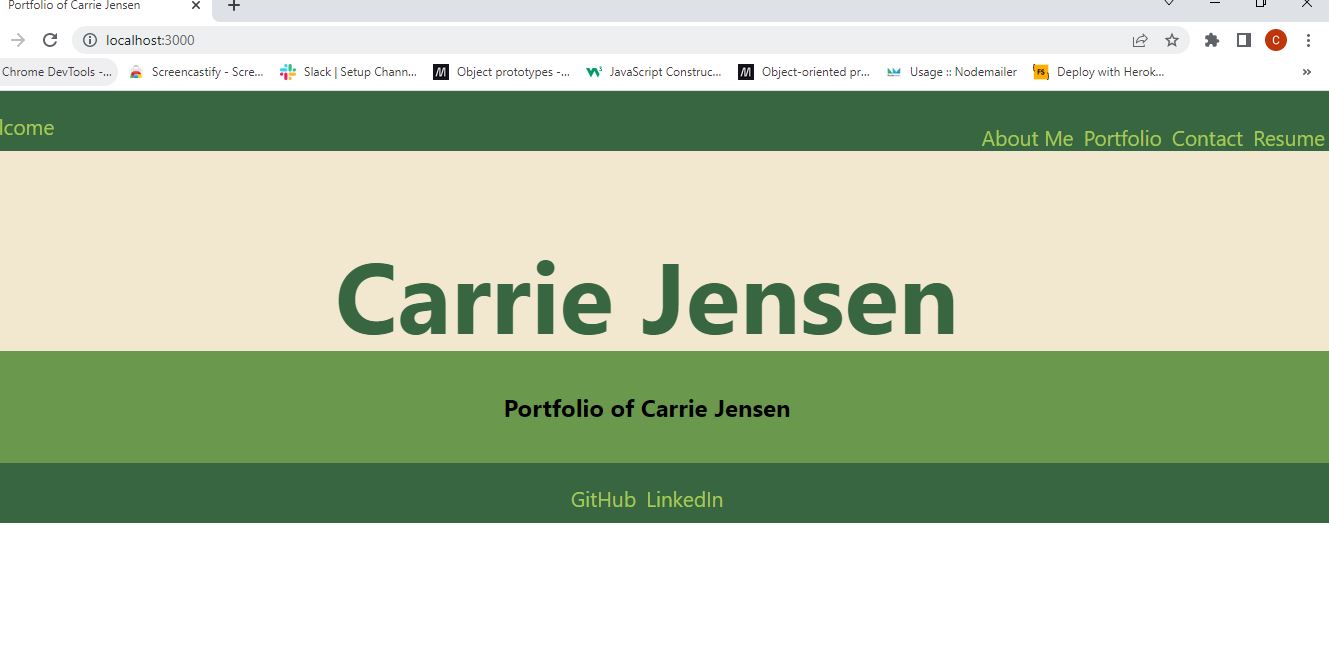 Portfolio of Carrie Jensen
localhost:3000
Chrome DevTools -... Screencastify - Scre... Slack | Setup Chann... Object prototypes -... JavaScript Construc... Object-oriented pr... Usage :: Nodemailer FS Deploy with Herok... »
lcome
About Me Portfolio Contact Resume
Carrie Jensen
Portfolio of Carrie Jensen
GitHub LinkedIn